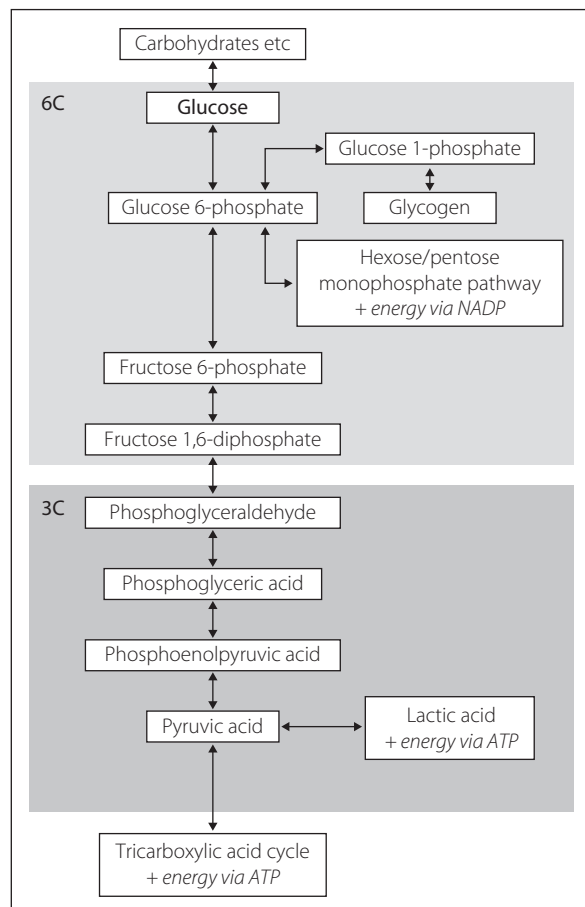 Carbohydrates etc
6C
Glucose
Glucose 1-phosphate
Glucose 6-phosphate
Glycogen
Hexose/pentose
monophosphate pathway
+ energy via NADP
Fructose 6-phosphate
Fructose 1,6-diphosphate
3C
Phosphoglyceraldehyde
Phosphoglyceric acid
Phosphoenolpyruvic acid
Pyruvic acid
Lactic acid
+ energy via ATP
Tricarboxylic acid cycle
+ energy via ATP